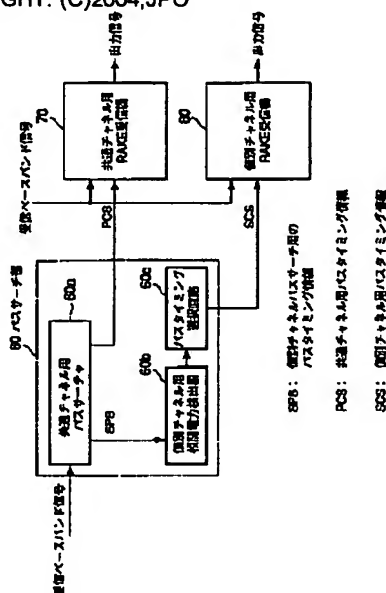 GHT: (C)2004,JPO
出力信号
出力信号
70
共通チャネル用
RAKE受信機
80
個別チャネル用
RAKE受信機
受信ベースバンド信号
PCS
SCS
60 パスサーチ部
60a
共通チャネル用
パスサーチャ
60c
パスタイミング
選択回路
SPS
60b
個別チャネル用
相関電力検出器
受信ベースバンド信号
SPS： 個別チャネルパスサーチ用の
パスタイミング情報
PCS： 共通チャネル用パスタイミング情報
SCS： 個別チャネル用パスタイミング情報